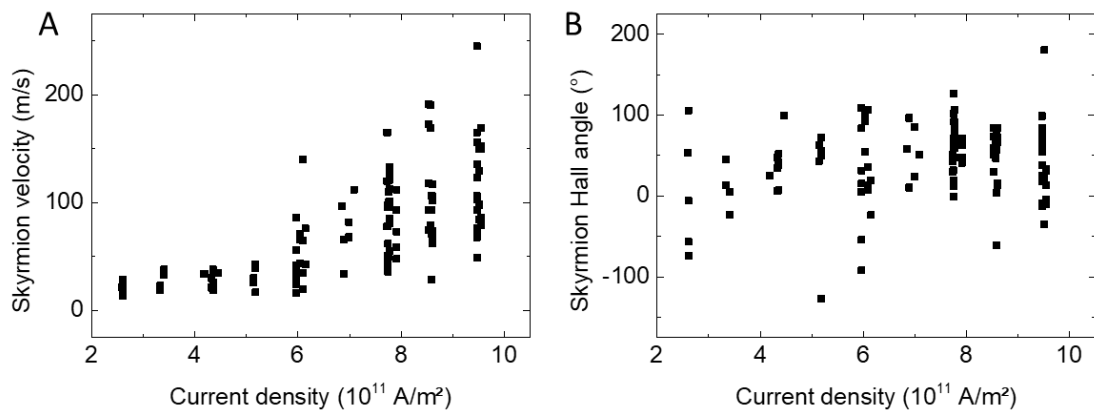 A
Skyrmion velocity (m/s)
200
100
0
2 4 6 8 10
Current density (10¹¹ A/m²)
B
Skyrmion Hall angle (°)
200
100
0
-100
2 4 6 8 10
Current density (10¹¹ A/m²)